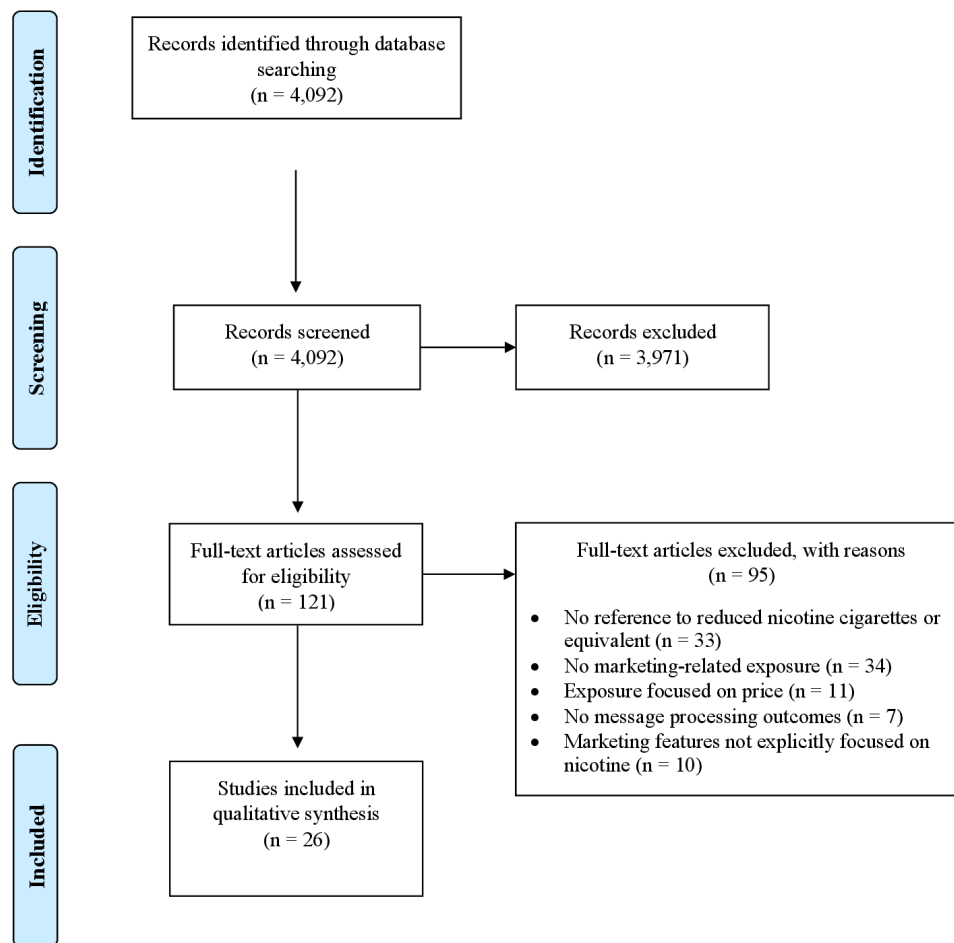 Identification
Records identified through database
searching
(n = 4,092)
Screening
Records screened
(n = 4,092)
Records excluded
(n = 3,971)
Eligibility
Full-text articles assessed
for eligibility
(n = 121)
Full-text articles excluded, with reasons
(n = 95)
• No reference to reduced nicotine cigarettes or
equivalent (n = 33)
• No marketing-related exposure (n = 34)
• Exposure focused on price (n = 11)
• No message processing outcomes (n = 7)
• Marketing features not explicitly focused on
nicotine (n = 10)
Included
Studies included in
qualitative synthesis
(n = 26)